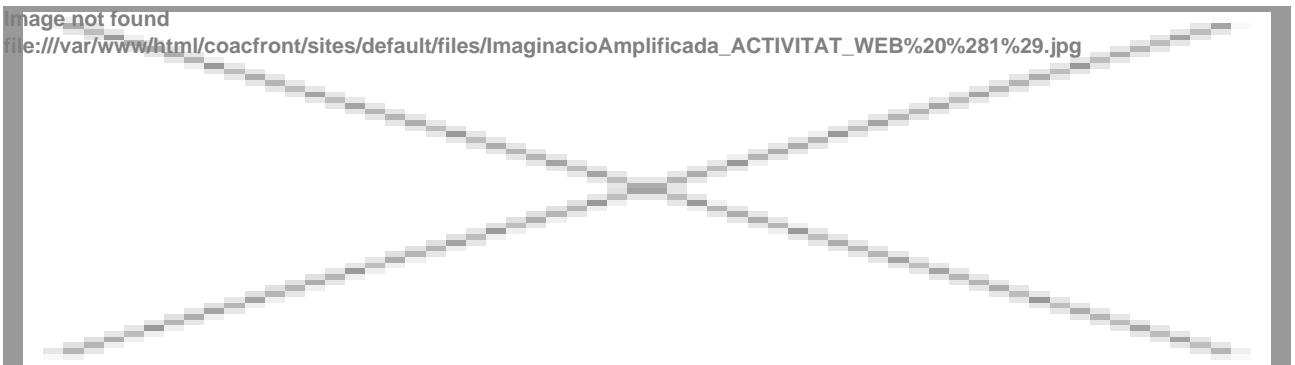 Image not found
file:///var/www/html/coacfront/sites/default/files/ImaginacioAmplificada_ACTIVITAT_WEB%20%281%29.jpg